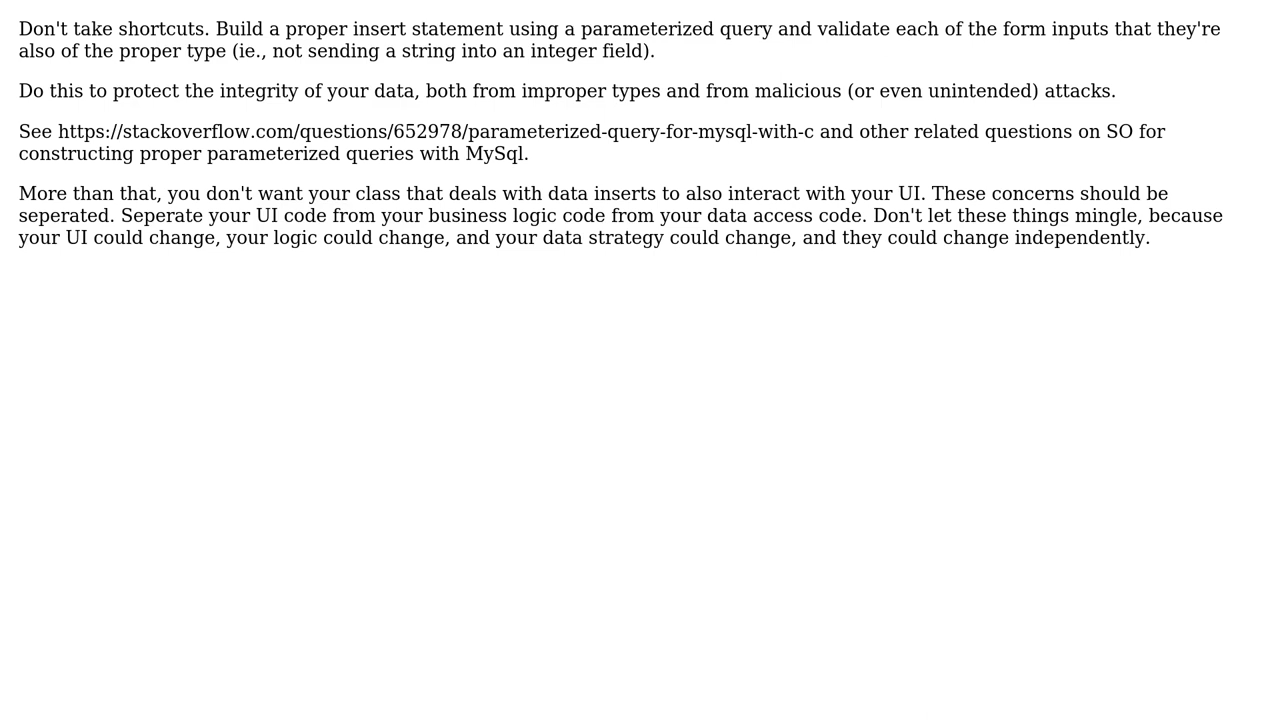 Don't take shortcuts. Build a proper insert statement using a parameterized query and validate each of the form inputs that they're
also of the proper type (ie., not sending a string into an integer field).
Do this to protect the integrity of your data, both from improper types and from malicious (or even unintended) attacks.
See https://stackoverflow.com/questions/652978/parameterized-query-for-mysql-with-c and other related questions on SO for
constructing proper parameterized queries with MySql.
More than that, you don't want your class that deals with data inserts to also interact with your UI. These concerns should be
seperated. Seperate your UI code from your business logic code from your data access code. Don't let these things mingle, because
your UI could change, your logic could change, and your data strategy could change, and they could change independently.